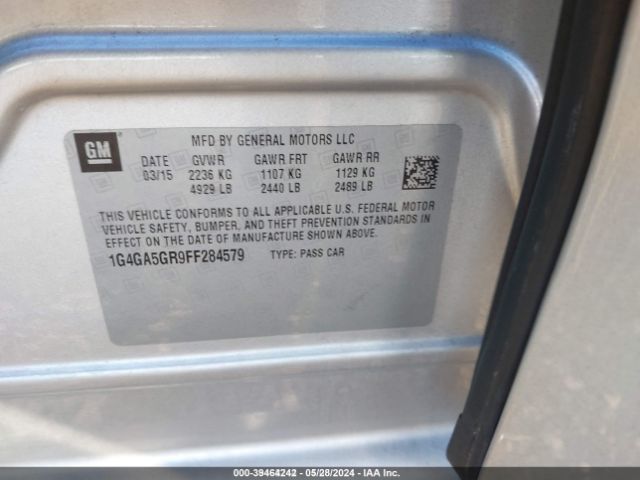 GM
MFD BY GENERAL MOTORS LLC
DATE GVWR GAWR FRT GAWR RR
03/15 2236 KG 1107 KG 1129 KG
4929 LB 2440 LB 2489 LB
THIS VEHICLE CONFORMS TO ALL APPLICABLE U.S. FEDERAL MOTOR
VEHICLE SAFETY, BUMPER, AND THEFT PREVENTION STANDARDS IN
EFFECT ON THE DATE OF MANUFACTURE SHOWN ABOVE.
1G4GA5GR9FF284579 TYPE: PASS CAR
000-39464242 - 05/28/2024 - IAA Inc.